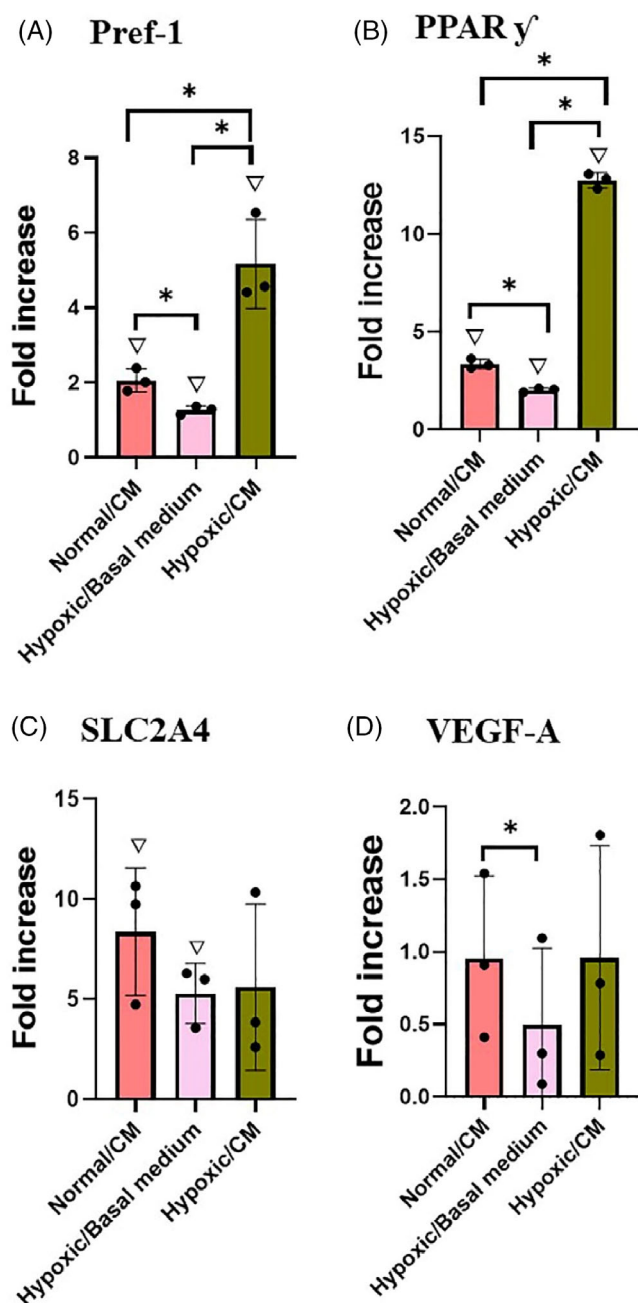 (A) Pref-1
*
*
8
6
4
2
0
*
Fold increase
Normal/CM
Hypoxic/Basal medium
Hypoxic/CM
(B) PPAR γ
*
*
15
10
5
0
*
Fold increase
Normal/CM
Hypoxic/Basal medium
Hypoxic/CM
(C) SLC2A4
15
10
5
0
Fold increase
Normal/CM
Hypoxic/Basal medium
Hypoxic/CM
(D) VEGF-A
2.0
1.5
1.0
0.5
0.0
*
Fold increase
Normal/CM
Hypoxic/Basal medium
Hypoxic/CM